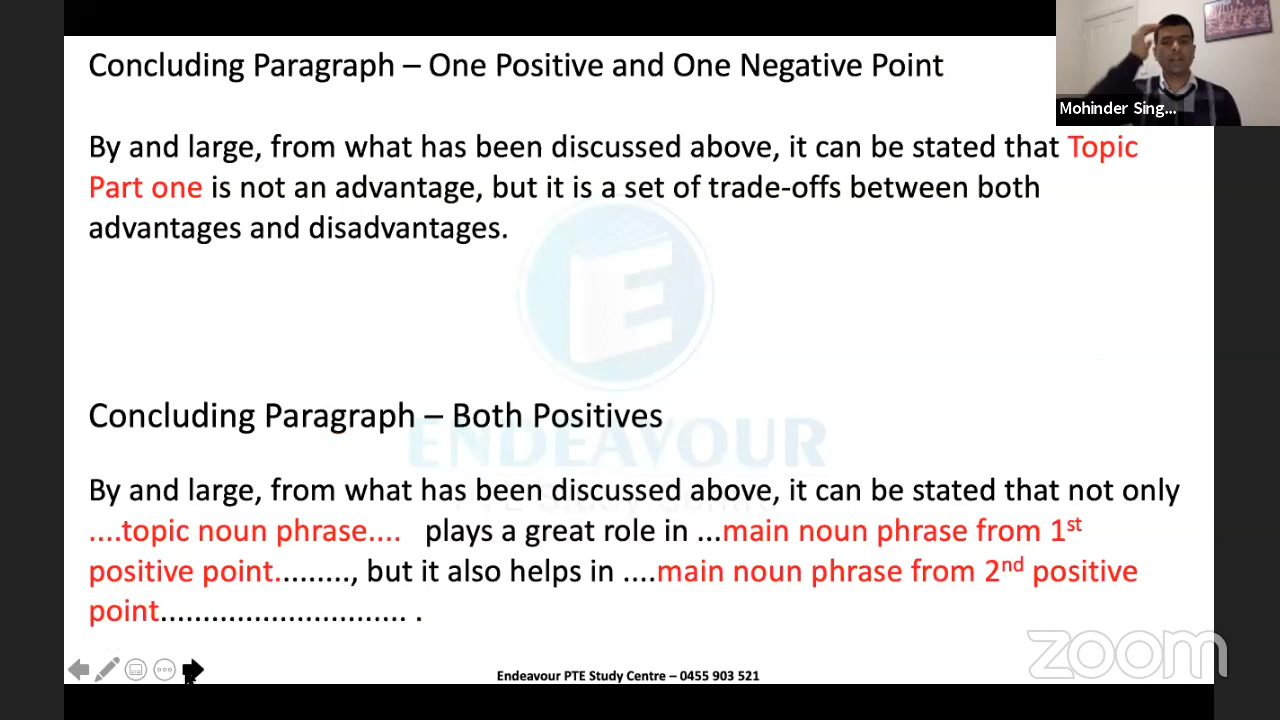 Concluding Paragraph – One Positive and One Negative Point
Mohinder Sing...
By and large, from what has been discussed above, it can be stated that Topic
Part one is not an advantage, but it is a set of trade-offs between both
advantages and disadvantages.
E
Concluding Paragraph – Both Positives
ENDEAVOUR
By and large, from what has been discussed above, it can be stated that not only
....topic noun phrase.... plays a great role in ...main noun phrase from 1st
positive point.........., but it also helps in ....main noun phrase from 2nd positive
point............................. .
zoom
Endeavour PTE Study Centre – 0455 903 521